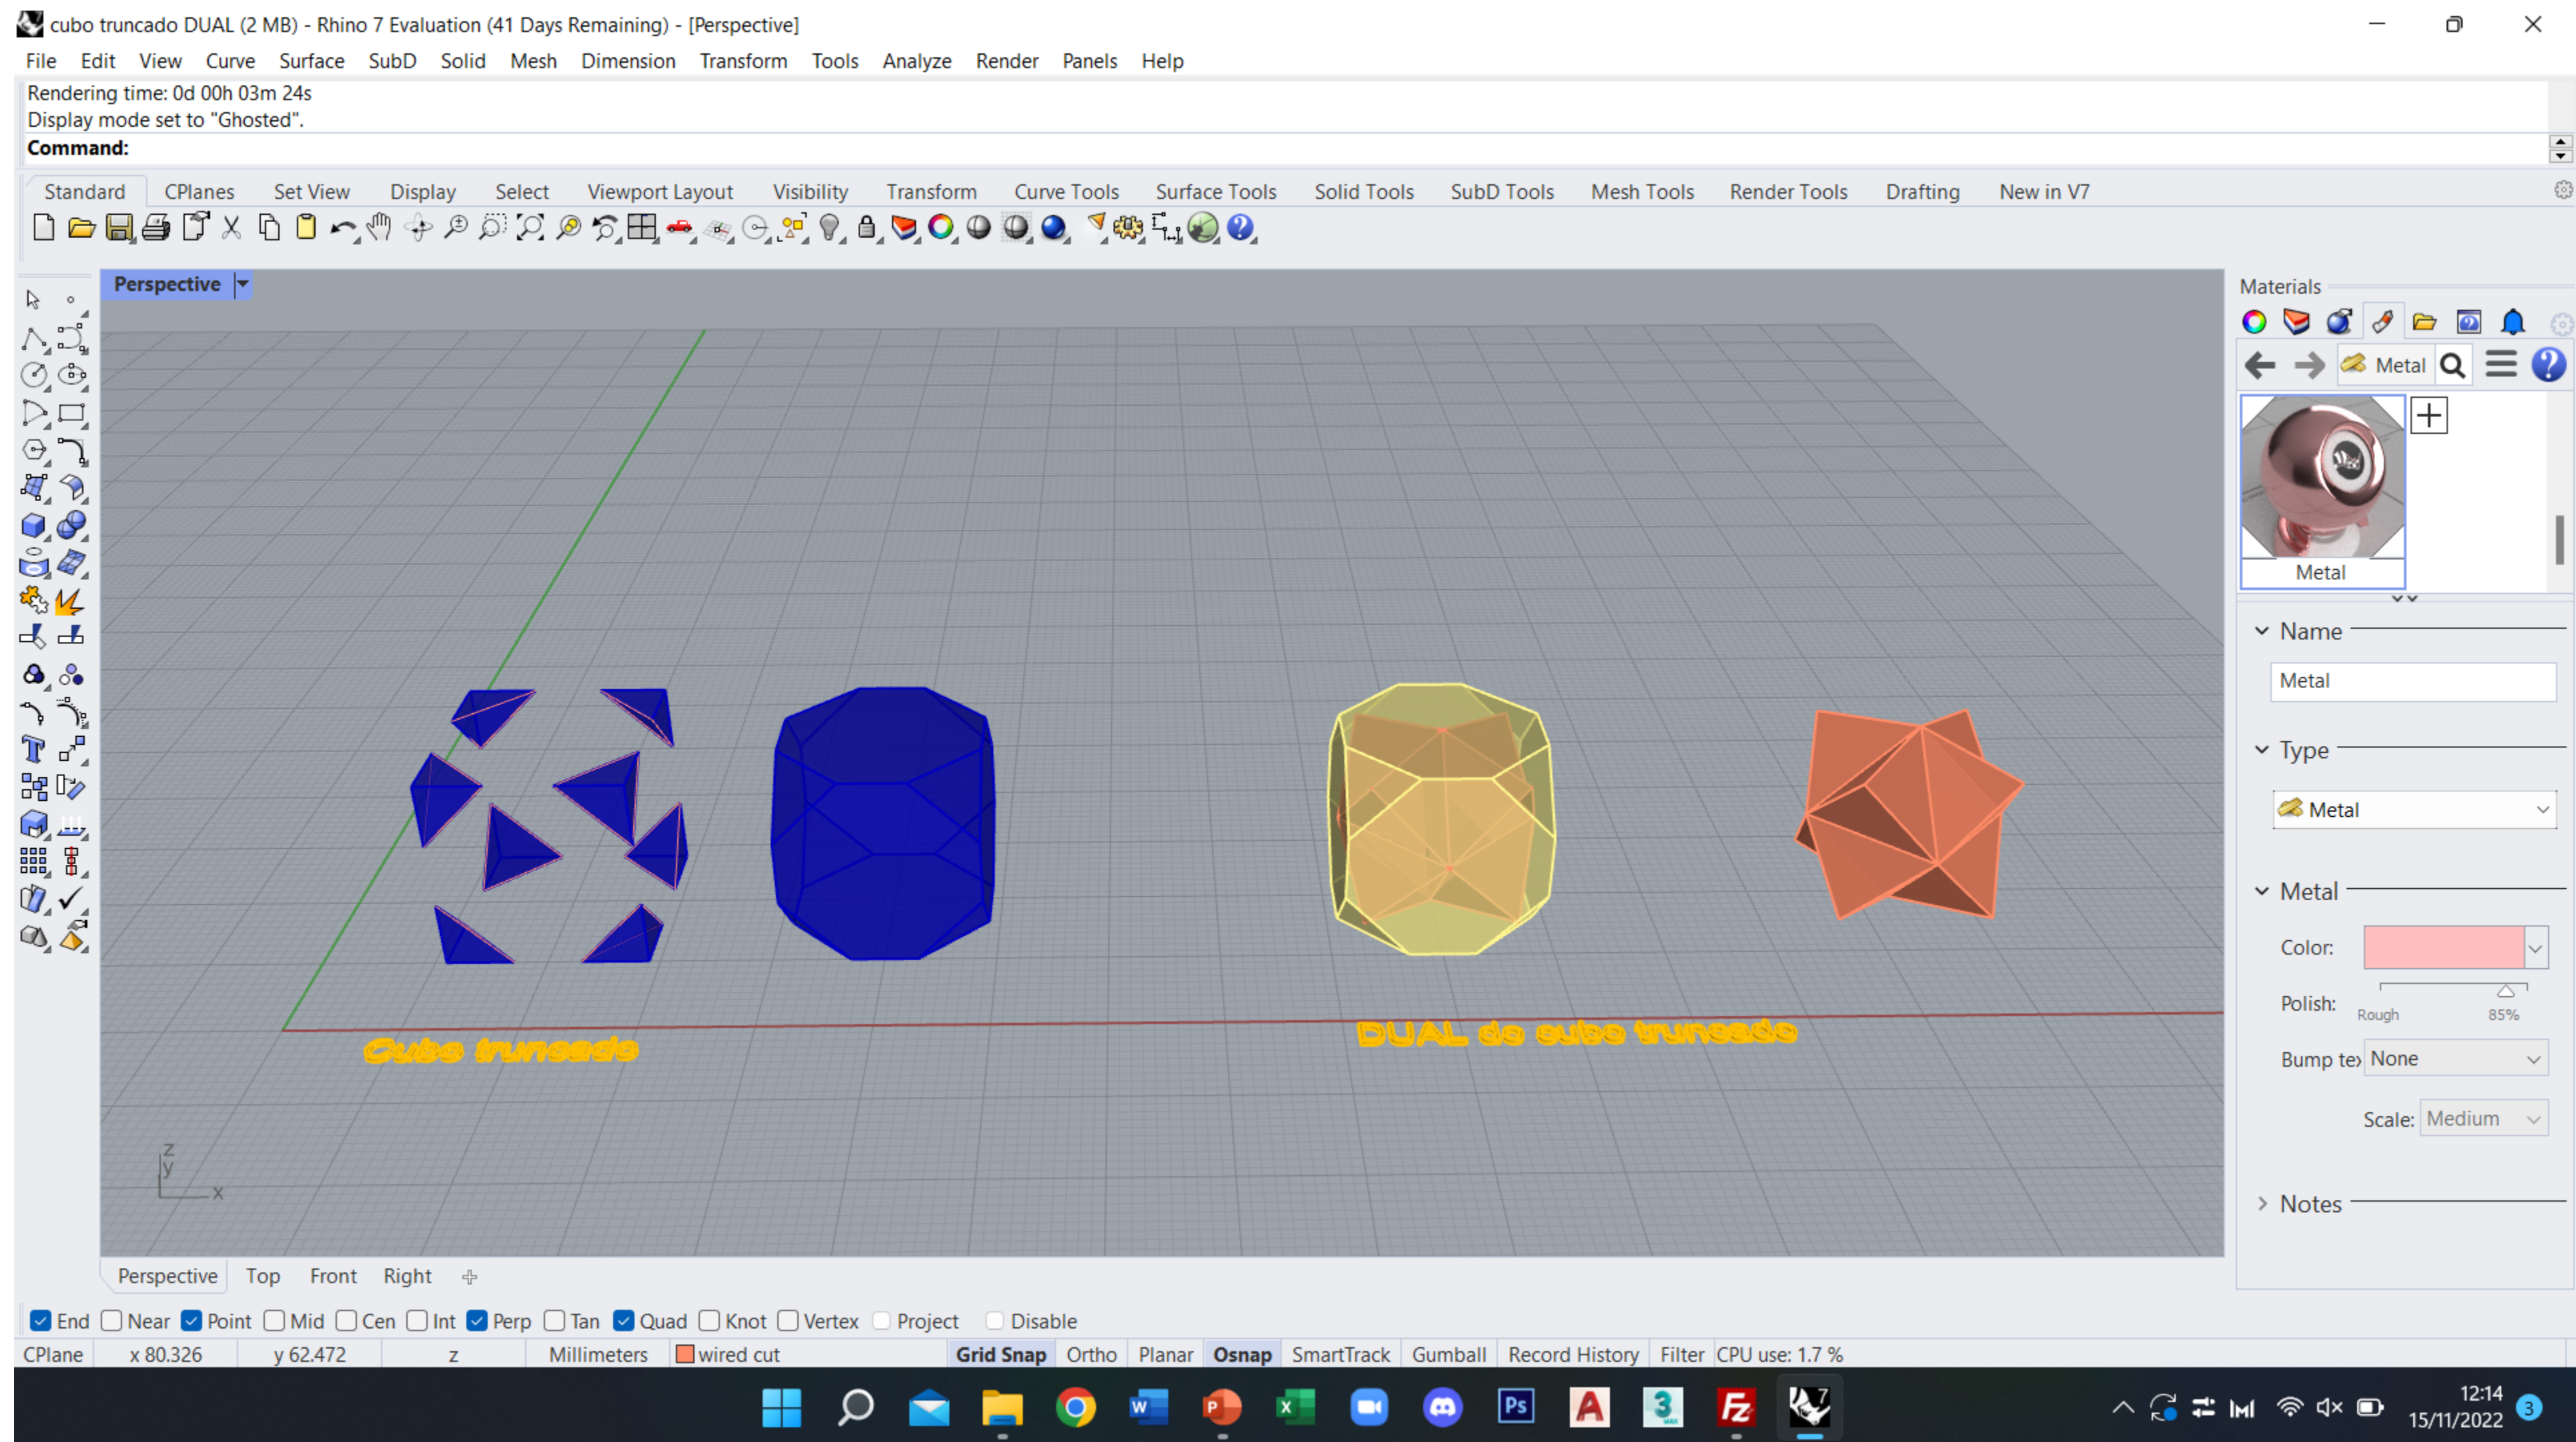 cubo truncado DUAL (2 MB) - Rhino 7 Evaluation (41 Days Remaining) - [Perspective]
File Edit View Curve Surface SubD Solid Mesh Dimension Transform Tools Analyze Render Panels Help
Rendering time: 0d 00h 03m 24s
Display mode set to "Ghosted".
Command:
Standard CPlanes Set View Display Select Viewport Layout Visibility Transform Curve Tools Surface Tools Solid Tools SubD Tools Mesh Tools Render Tools Drafting New in V7
Perspective
Materials
Metal
Metal
Name
Metal
Type
Metal
Metal
Color:
Polish:
Rough 85%
Bump tex None
Scale: Medium
Notes
Cubo truncado
DUAL de cubo truncado
z
y
x
Perspective Top Front Right
End Near Point Mid Cen Int Perp Tan Quad Knot Vertex Project Disable
CPlane x 80.326 y 62.472 z Millimeters wired cut Grid Snap Ortho Planar Osnap SmartTrack Gumball Record History Filter CPU use: 1.7 %
W P X Ps A 3 Fz 7
12:14
15/11/2022
3